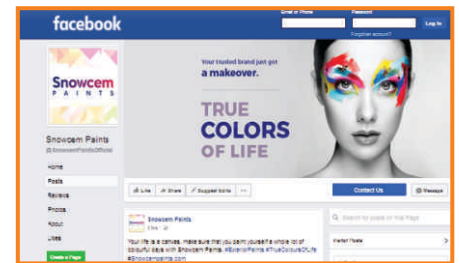 facebook
Email or Phone
Password
Log In
Forgotten account?
Snowcem
PAINTS
Your trusted brand just got
a makeover.
TRUE
COLORS
OF LIFE
Snowcem Paints
@SnowcemPaintsOfficial
Home
Posts
Reviews
Photos
About
Likes
Create a Page
Like
Share
Suggest Edits
Contact Us
Message
Snowcem Paints
Your life is a canvas, make sure that you paint yourself a whole lot of
colourful days with Snowcem Paints. #ExteriorPaints #TrueColoursOfLife
#Snowcempaints.com
Search for posts on this Page
Visitor Posts